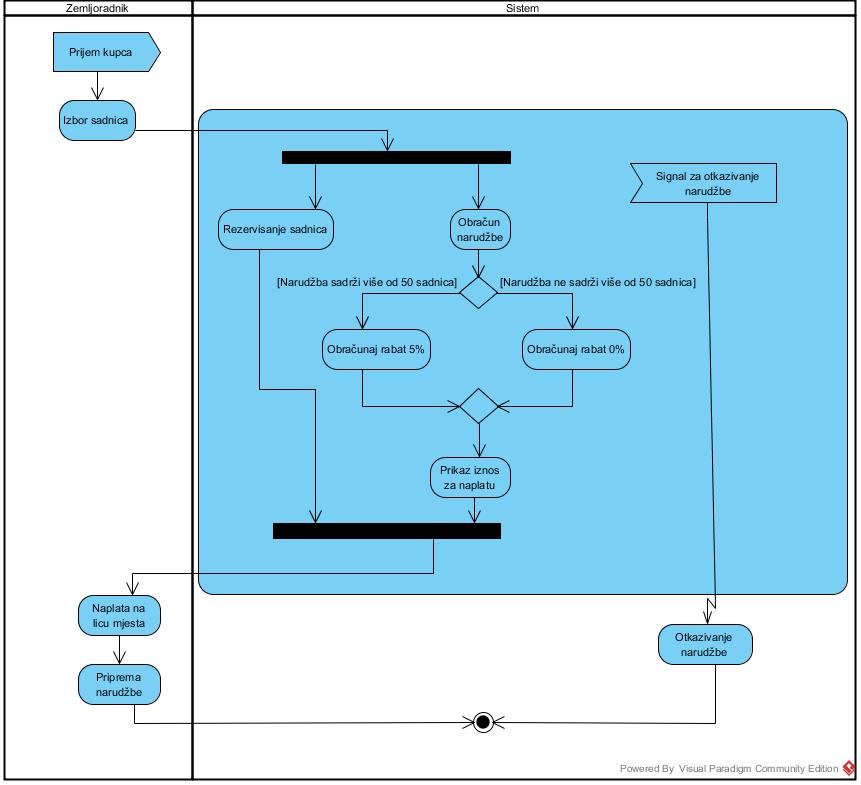 Zemljoradnik
Sistem
Prijem kupca
Izbor sadnica
Signal za otkazivanje
narudžbe
Rezervisanje sadnica
Obračun
narudžbe
[Narudžba sadrži više od 50 sadnica]
[Narudžba ne sadrži više od 50 sadnica]
Obračunaj rabat 5%
Obračunaj rabat 0%
Prikaz iznos
za naplatu
Naplata na
licu mjesta
Otkazivanje
narudžbe
Priprema
narudžbe
Powered By Visual Paradigm Community Edition